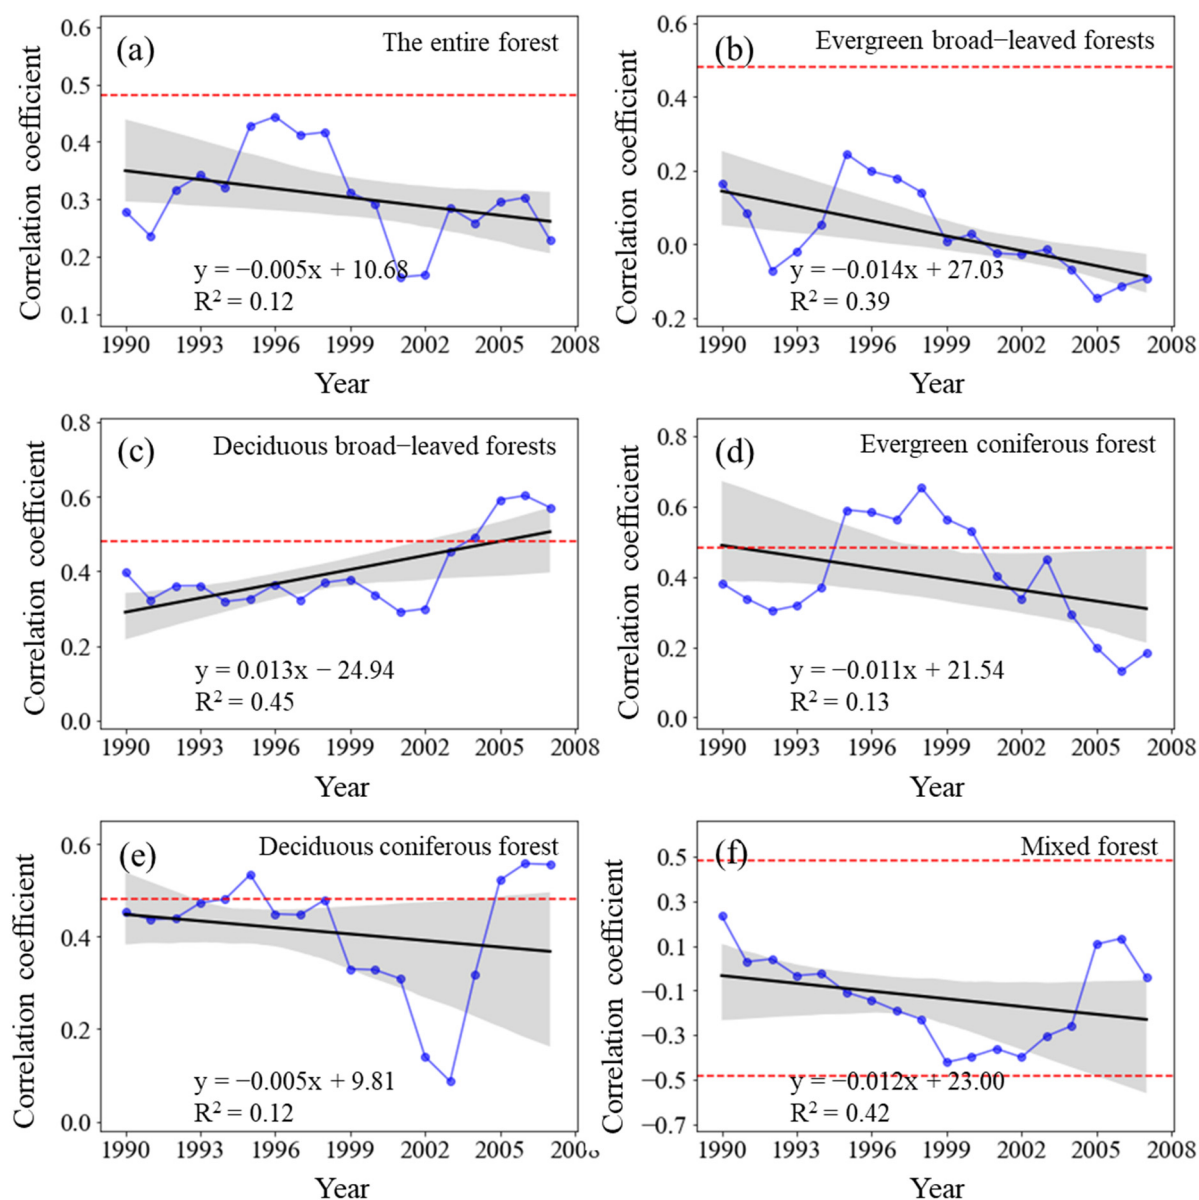 (a) The entire forest
Correlation coefficient
0.6
0.5
0.4
0.3
0.2
0.1
y = −0.005x + 10.68
R² = 0.12
1990 1993 1996 1999 2002 2005 2008
Year
(b) Evergreen broad−leaved forests
Correlation coefficient
0.6
0.4
0.2
0.0
-0.2
y = −0.014x + 27.03
R² = 0.39
1990 1993 1996 1999 2002 2005 2008
Year
(c) Deciduous broad−leaved forests
Correlation coefficient
0.8
0.6
0.4
0.2
0.0
y = 0.013x − 24.94
R² = 0.45
1990 1993 1996 1999 2002 2005 2008
Year
(d) Evergreen coniferous forest
Correlation coefficient
0.8
0.6
0.4
0.2
0.0
y = −0.011x + 21.54
R² = 0.13
1990 1993 1996 1999 2002 2005 2008
Year
(e) Deciduous coniferous forest
Correlation coefficient
0.6
0.4
0.2
0.0
y = −0.005x + 9.81
R² = 0.12
1990 1993 1996 1999 2002 2005
Year
(f) Mixed forest
Correlation coefficient
0.5
0.3
0.1
−0.1
−0.3
−0.5
−0.7
y = −0.012x + 23.00
R² = 0.42
1990 1993 1996 1999 2002 2005 2008
Year